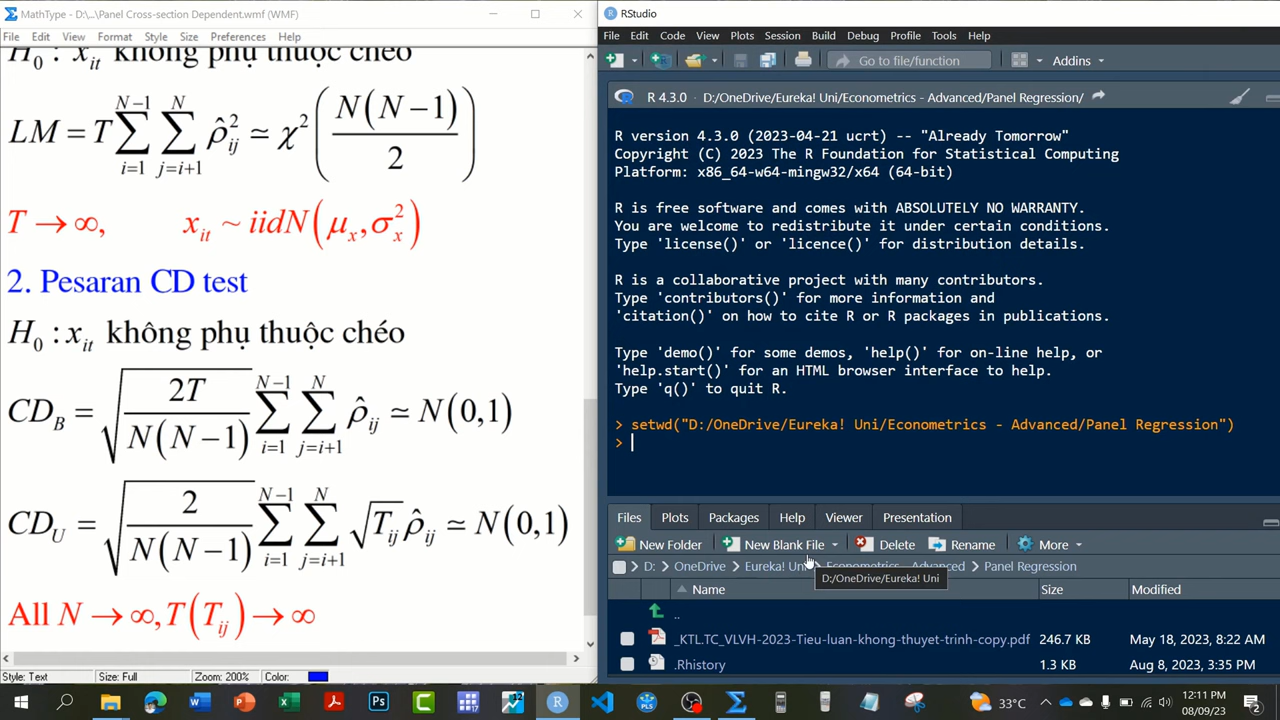 MathType - D:\...\Panel Cross-section Dependent.wmf (WMF)
File Edit View Format Style Size Preferences Help
H₀ : xᵢₜ không phụ thuộc chéo
LM = T ∑_{i=1}^{N−1} ∑_{j=i+1}^{N} ρ̂²ᵢⱼ ≃ χ² ( N(N−1) / 2 )
T → ∞, xᵢₜ ~ iidN(μₓ, σ²ₓ)
2. Pesaran CD test
H₀ : xᵢₜ không phụ thuộc chéo
CD_B = √( 2T / N(N−1) ) ∑_{i=1}^{N−1} ∑_{j=i+1}^{N} ρ̂ᵢⱼ ≃ N(0,1)
CD_U = √( 2 / N(N−1) ) ∑_{i=1}^{N−1} ∑_{j=i+1}^{N} √Tᵢⱼ ρ̂ᵢⱼ ≃ N(0,1)
All N → ∞, T(Tᵢⱼ) → ∞
Style: Text Size: Full Zoom: 200% Color:
RStudio
File Edit Code View Plots Session Build Debug Profile Tools Help
Go to file/function Addins
R 4.3.0 D:/OneDrive/Eureka! Uni/Econometrics - Advanced/Panel Regression/
R version 4.3.0 (2023-04-21 ucrt) -- "Already Tomorrow"
Copyright (C) 2023 The R Foundation for Statistical Computing
Platform: x86_64-w64-mingw32/x64 (64-bit)
R is free software and comes with ABSOLUTELY NO WARRANTY.
You are welcome to redistribute it under certain conditions.
Type 'license()' or 'licence()' for distribution details.
R is a collaborative project with many contributors.
Type 'contributors()' for more information and
'citation()' on how to cite R or R packages in publications.
Type 'demo()' for some demos, 'help()' for on-line help, or
'help.start()' for an HTML browser interface to help.
Type 'q()' to quit R.
> setwd("D:/OneDrive/Eureka! Uni/Econometrics - Advanced/Panel Regression")
>
Files Plots Packages Help Viewer Presentation
New Folder New Blank File Delete Rename More
D: OneDrive Eureka! Uni Econometrics - Advanced Panel Regression
D:/OneDrive/Eureka! Uni
Name Size Modified
..
_KTL.TC_VLVH-2023-Tieu-luan-khong-thuyet-trinh-copy.pdf 246.7 KB May 18, 2023, 8:22 AM
.Rhistory 1.3 KB Aug 8, 2023, 3:35 PM
33°C 12:11 PM
08/09/23